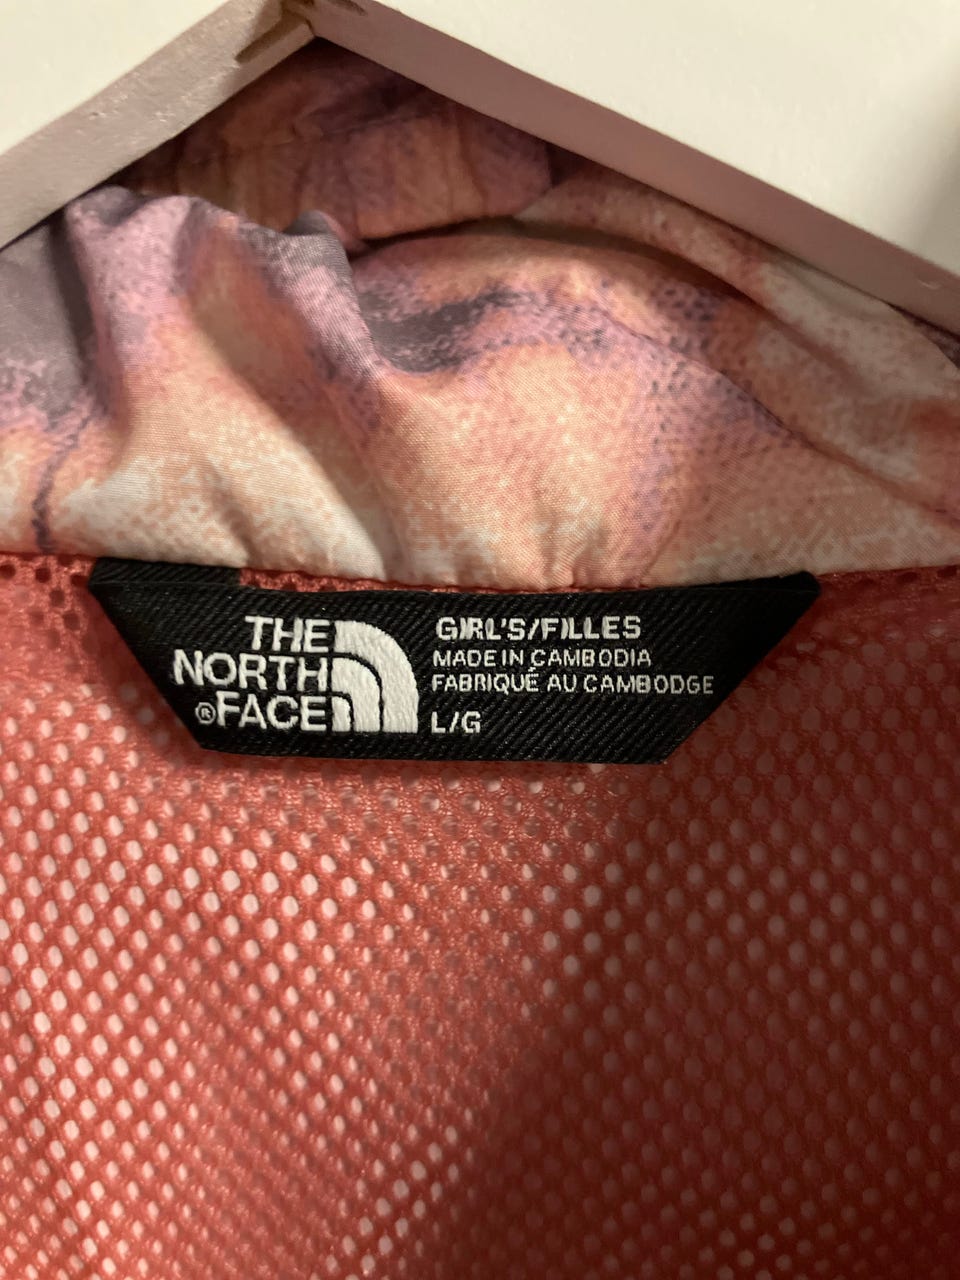 THE
NORTH
®FACE
GIRL'S/FILLES
MADE IN CAMBODIA
FABRIQUÉ AU CAMBODGE
L/G